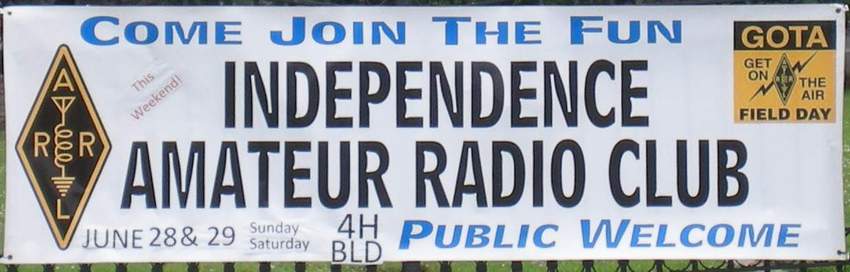 COME JOIN THE FUN
GOTA
GET
ON
THE
AIR
FIELD DAY
This
Weekend!
INDEPENDENCE
AMATEUR RADIO CLUB
A
R R
L
JUNE 28 & 29
Sunday
Saturday
4H
BLD
PUBLIC WELCOME